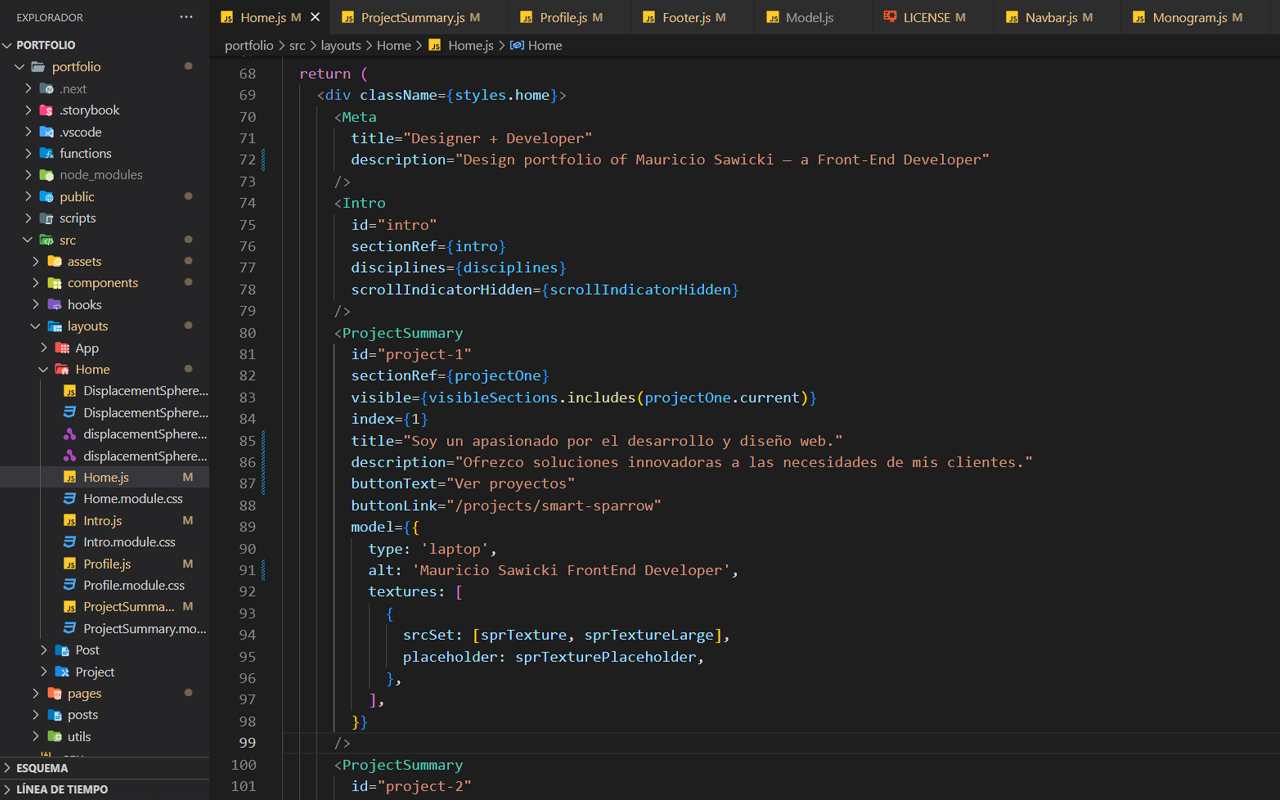 EXPLORADOR ···
PORTFOLIO
portfolio
.next
.storybook
.vscode
functions
node_modules
public
scripts
src
assets
components
hooks
layouts
App
Home
DisplacementSphere...
DisplacementSphere...
displacementSphere...
displacementSphere...
Home.js M
Home.module.css
Intro.js M
Intro.module.css
Profile.js M
Profile.module.css
ProjectSumma... M
ProjectSummary.mo...
Post
Project
pages
posts
utils
ESQUEMA
LÍNEA DE TIEMPO
Home.js M ProjectSummary.js M Profile.js M Footer.js M Model.js LICENSE M Navbar.js M Monogram.js M
portfolio > src > layouts > Home > Home.js > Home
68 return (
69 <div className={styles.home}>
70 <Meta
71 title="Designer + Developer"
72 description="Design portfolio of Mauricio Sawicki — a Front-End Developer"
73 />
74 <Intro
75 id="intro"
76 sectionRef={intro}
77 disciplines={disciplines}
78 scrollIndicatorHidden={scrollIndicatorHidden}
79 />
80 <ProjectSummary
81 id="project-1"
82 sectionRef={projectOne}
83 visible={visibleSections.includes(projectOne.current)}
84 index={1}
85 title="Soy un apasionado por el desarrollo y diseño web."
86 description="Ofrezco soluciones innovadoras a las necesidades de mis clientes."
87 buttonText="Ver proyectos"
88 buttonLink="/projects/smart-sparrow"
89 model={{
90 type: 'laptop',
91 alt: 'Mauricio Sawicki FrontEnd Developer',
92 textures: [
93 {
94 srcSet: [sprTexture, sprTextureLarge],
95 placeholder: sprTexturePlaceholder,
96 },
97 ],
98 }}
99 />
100 <ProjectSummary
101 id="project-2"